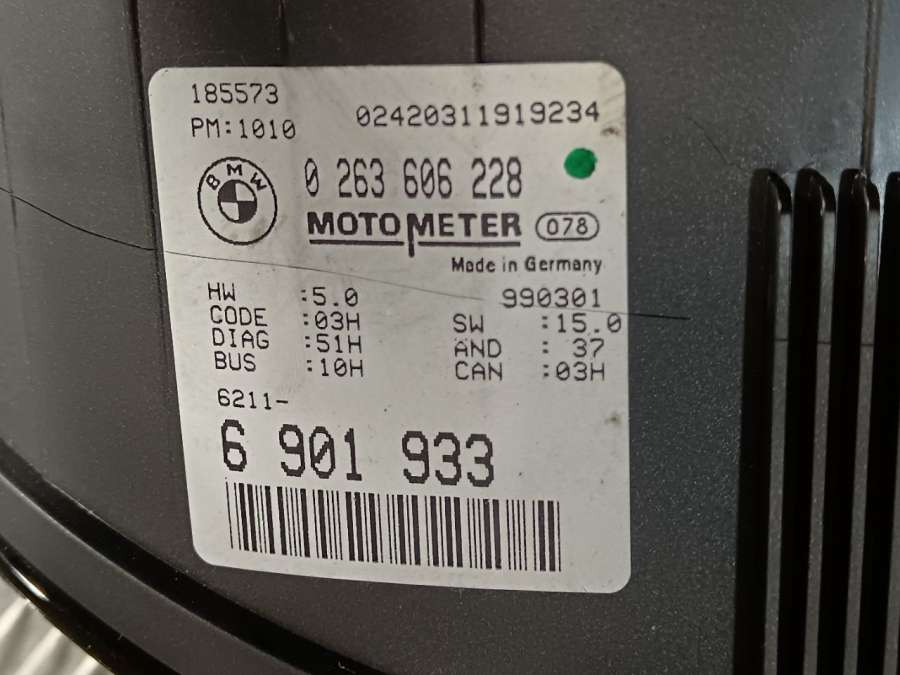 185573
PM:1010
02420311919234
BMW
0 263 606 228
MOTOMETER 078
Made in Germany
990301
HW :5.0
CODE :03H
DIAG :51H
BUS :10H
SW :15.0
AND : 37
CAN :03H
6211-
6 901 933